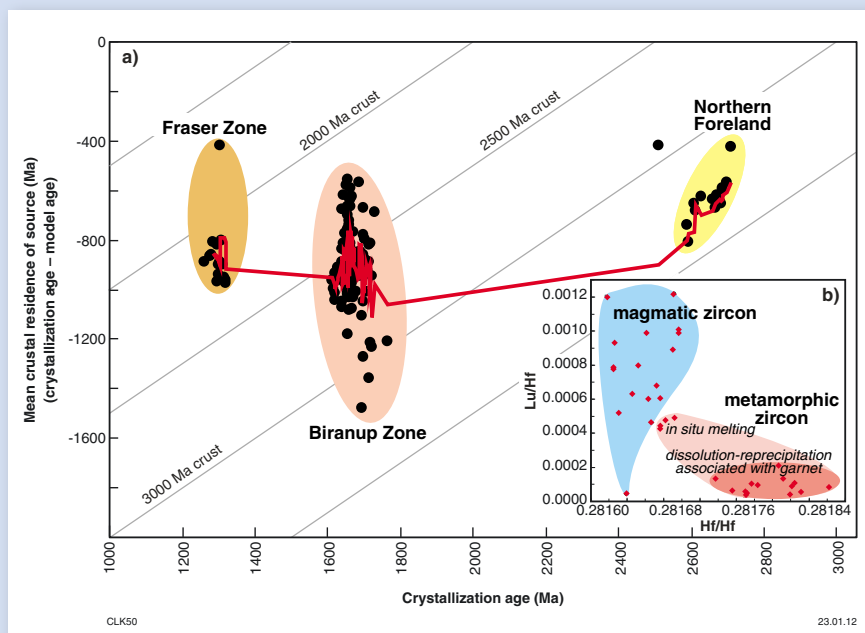 a)
0
-400
-800
-1200
-1600
Mean crustal residence of source (Ma)
(crystallization age – model age)
Fraser Zone
2000 Ma crust
2500 Ma crust
Northern
Foreland
Biranup Zone
3000 Ma crust
b)
0.0012
0.0010
0.0008
0.0006
0.0004
0.0002
0.0000
Lu/Hf
magmatic zircon
metamorphic
zircon
in situ melting
dissolution-reprecipitation
associated with garnet
0.28160
0.28168
0.28176
0.28184
Hf/Hf
1000
1200
1400
1600
1800
2000
2200
2400
2600
2800
3000
Crystallization age (Ma)
CLK50
23.01.12